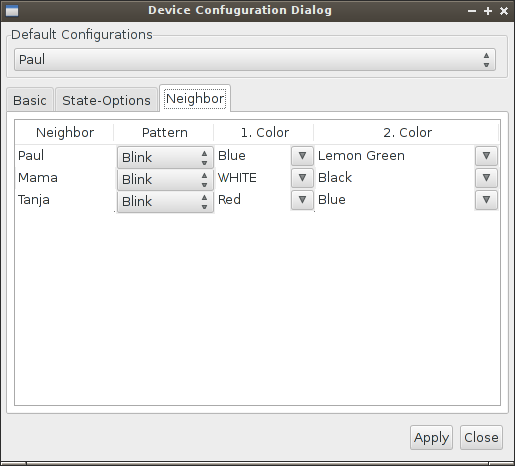 Device Confuguration Dialog
Default Configurations
Paul
Basic State-Options Neighbor
Neighbor Pattern 1. Color 2. Color
Paul Blink Blue Lemon Green
Mama Blink WHITE Black
Tanja Blink Red Blue
Apply Close